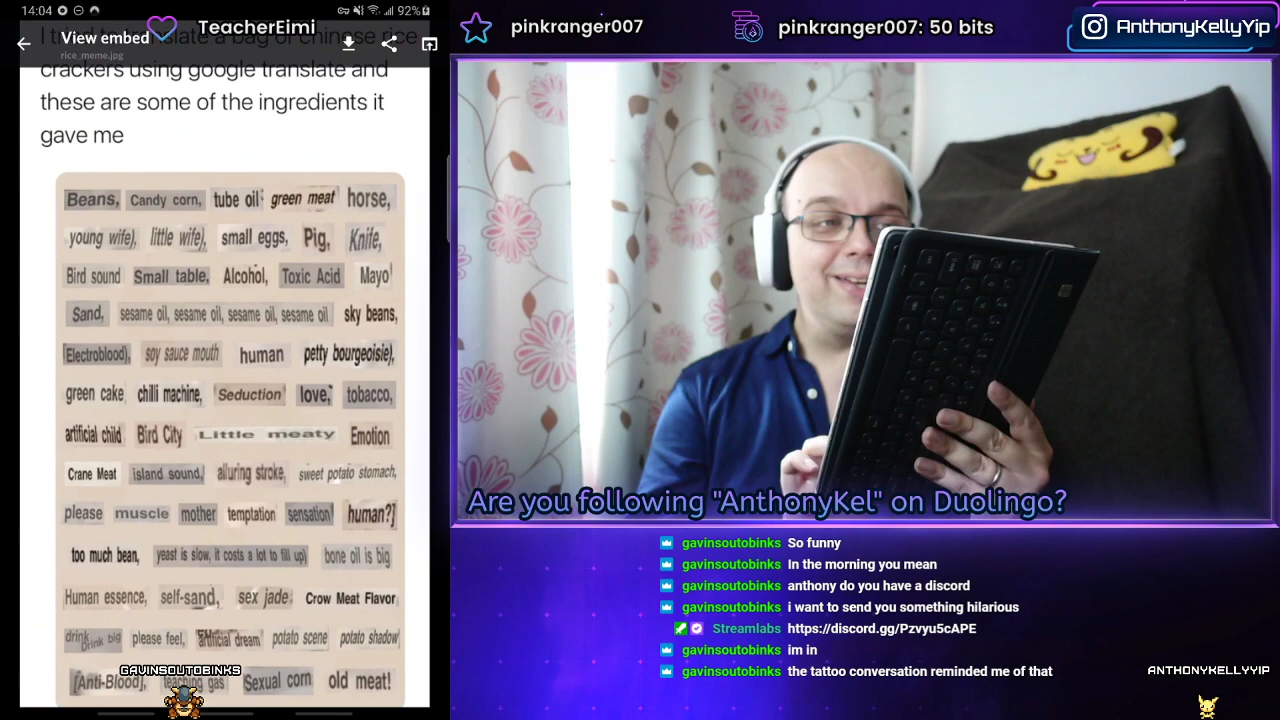 14:04
92%
View embed
TeacherEimi
rice_meme.jpg
crackers using google translate and
these are some of the ingredients it
gave me
Beans, Candy corn, tube oil green meat horse,
young wife), little wife), small eggs, Pig, Knife,
Bird sound Small table, Alcohol, Toxic Acid Mayo
Sand, sesame oil, sesame oil, sesame oil, sesame oil sky beans,
Electroblood), soy sauce mouth human petty bourgeoisie),
green cake chilli machine, Seduction love, tobacco,
artificial child Bird City Little meaty Emotion
Crane Meat island sound, alluring stroke, sweet potato stomach,
please muscle mother temptation sensation human?]
too much bean, yeast is slow, it costs a lot to fill up) bone oil is big
Human essence, self-sand, sex jade Crow Meat Flavor
drink Drink big please feel, artificial dream potato scene potato shadow
[Anti-Blood], teaching gas Sexual corn old meat!
GAVINSOUTOBINKS
pinkranger007
pinkranger007: 50 bits
AnthonyKellyYip
Are you following "AnthonyKel" on Duolingo?
gavinsoutobinks So funny
gavinsoutobinks In the morning you mean
gavinsoutobinks anthony do you have a discord
gavinsoutobinks i want to send you something hilarious
Streamlabs https://discord.gg/Pzvyu5cAPE
gavinsoutobinks im in
gavinsoutobinks the tattoo conversation reminded me of that
ANTHONYKELLYYIP